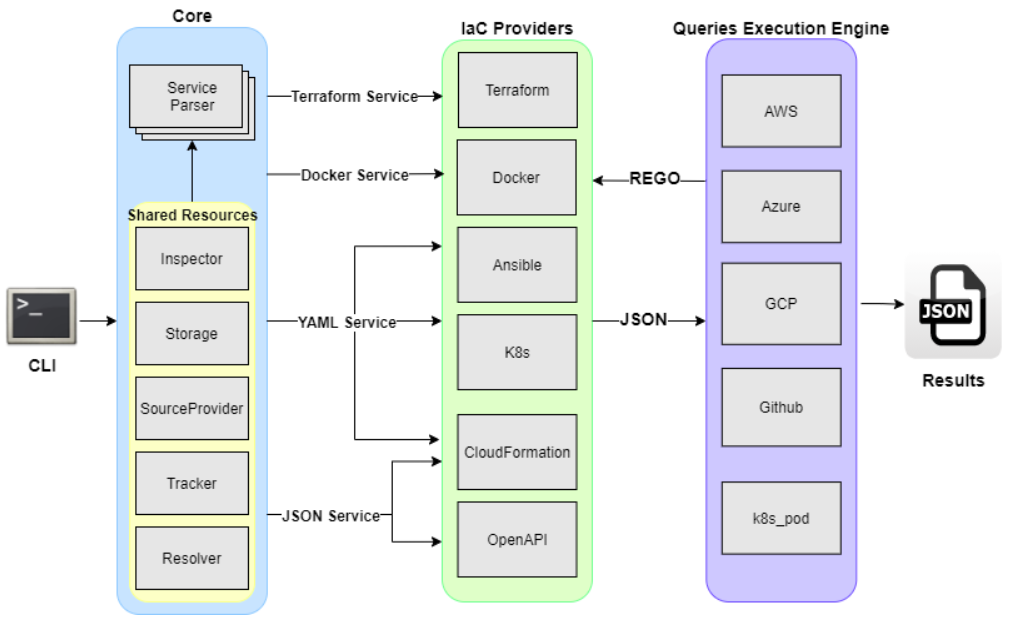 Core
IaC Providers
Queries Execution Engine
Service
Parser
Terraform Service
Terraform
AWS
Docker Service
Docker
REGO
Azure
Shared Resources
Inspector
Ansible
GCP
>_
CLI
Storage
YAML Service
K8s
JSON
JSON
Results
SourceProvider
CloudFormation
Github
Tracker
JSON Service
OpenAPI
k8s_pod
Resolver